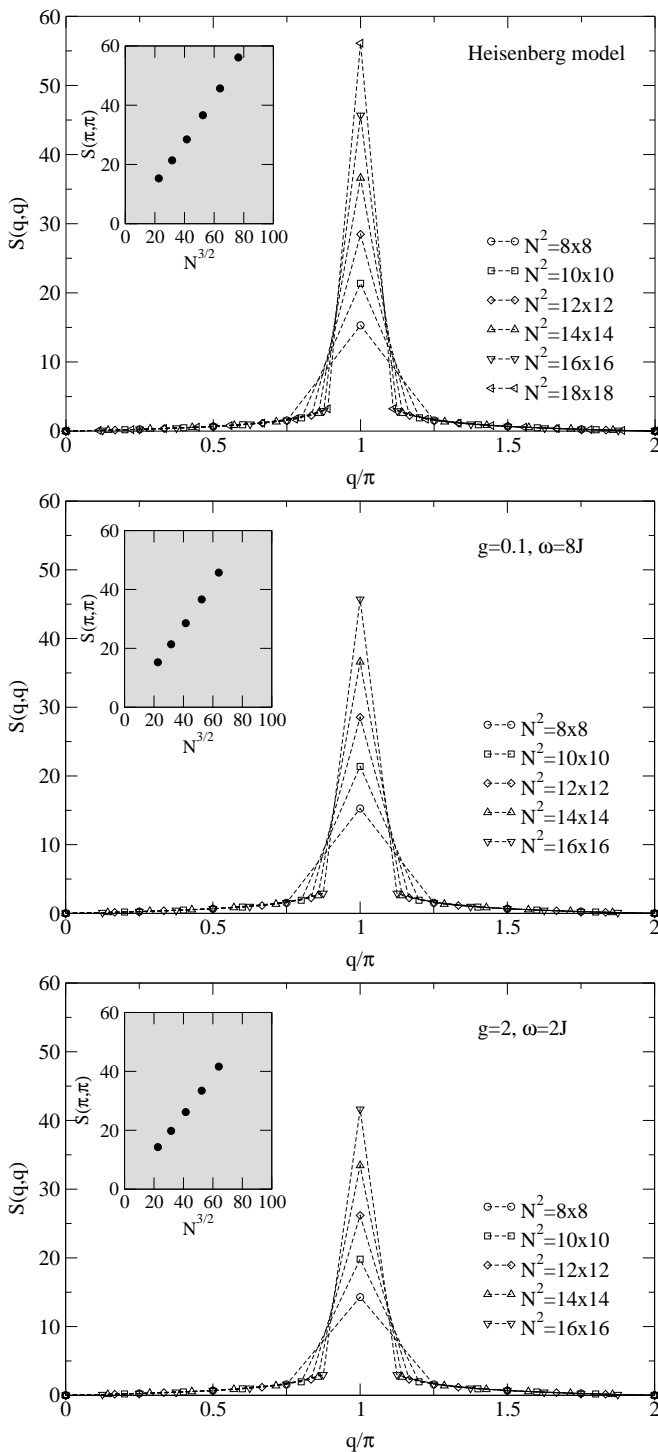 Heisenberg model
60
50
40
30
20
10
0
S(q,q)
0
0.5
1
1.5
2
q/π
60
40
20
0
S(π,π)
0 20 40 60 80 100
N^{3/2}
N^2=8x8
N^2=10x10
N^2=12x12
N^2=14x14
N^2=16x16
N^2=18x18
g=0.1, ω=8J
60
50
40
30
20
10
0
S(q,q)
0
0.5
1
1.5
2
q/π
60
40
20
0
S(π,π)
0 20 40 60 80 100
N^{3/2}
N^2=8x8
N^2=10x10
N^2=12x12
N^2=14x14
N^2=16x16
g=2, ω=2J
60
50
40
30
20
10
0
S(q,q)
0
0.5
1
1.5
2
q/π
60
40
20
0
S(π,π)
0 20 40 60 80 100
N^{3/2}
N^2=8x8
N^2=10x10
N^2=12x12
N^2=14x14
N^2=16x16